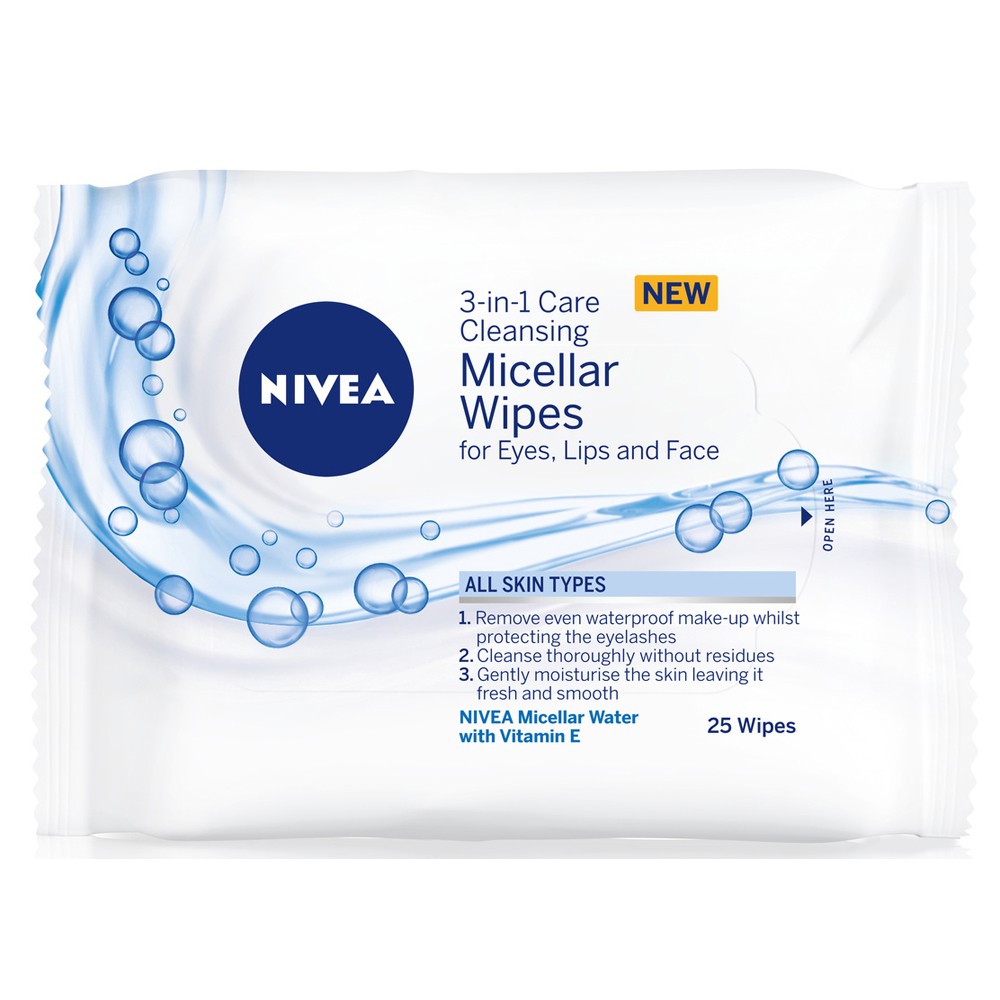 NIVEA
3-in-1 Care
NEW
Cleansing
Micellar
Wipes
for Eyes, Lips and Face
OPEN HERE
ALL SKIN TYPES
1. Remove even waterproof make-up whilst
protecting the eyelashes
2. Cleanse thoroughly without residues
3. Gently moisturise the skin leaving it
fresh and smooth
NIVEA Micellar Water
with Vitamin E
25 Wipes